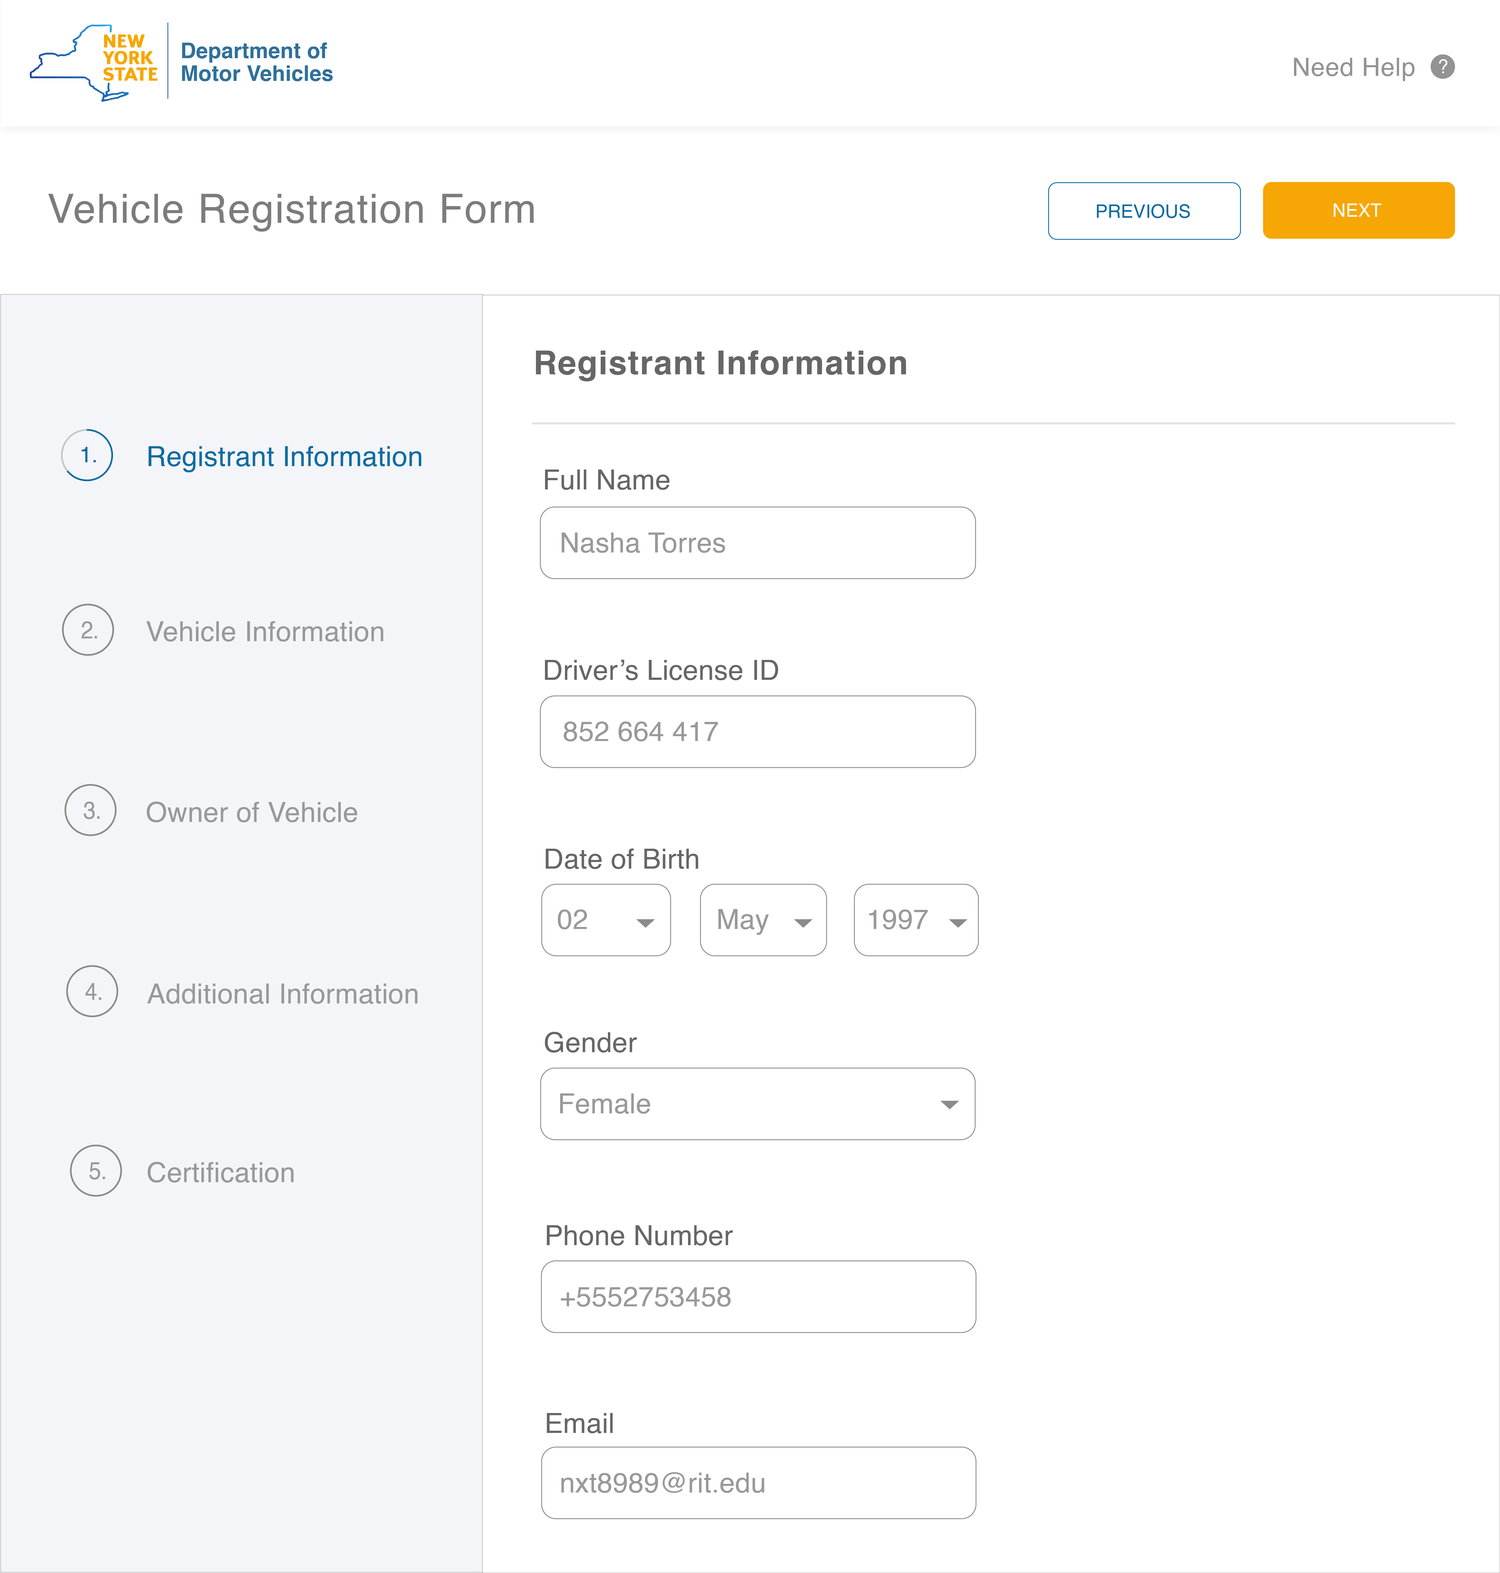 NEW
YORK
STATE
Department of
Motor Vehicles
Need Help ?
Vehicle Registration Form
PREVIOUS
NEXT
1. Registrant Information
2. Vehicle Information
3. Owner of Vehicle
4. Additional Information
5. Certification
Registrant Information
Full Name
Nasha Torres
Driver’s License ID
852 664 417
Date of Birth
02 May 1997
Gender
Female
Phone Number
+5552753458
Email
nxt8989@rit.edu